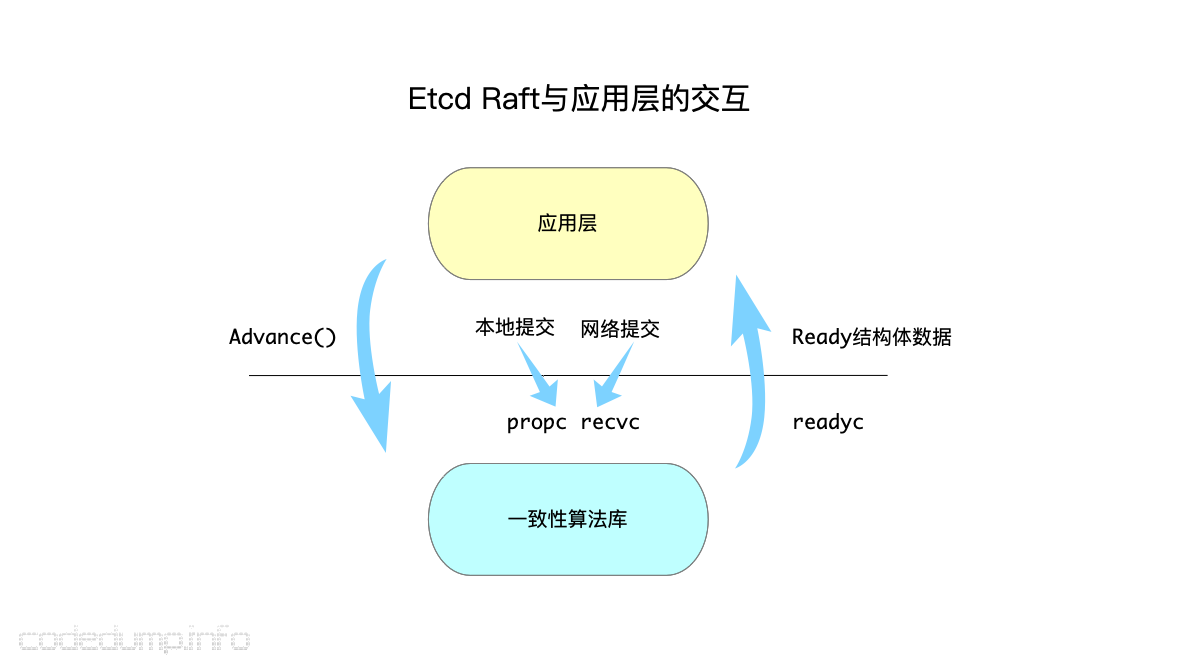 Etcd Raft与应用层的交互
应用层
本地提交 网络提交
Advance()
Ready结构体数据
propc recvc
readyc
一致性算法库
codedump.info